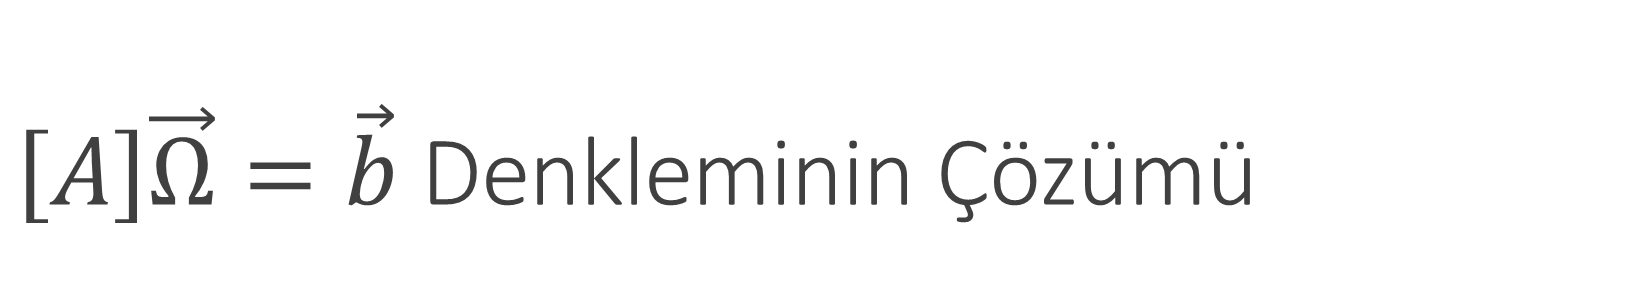 [A]Ω⃗ = b⃗ Denkleminin Çözümü